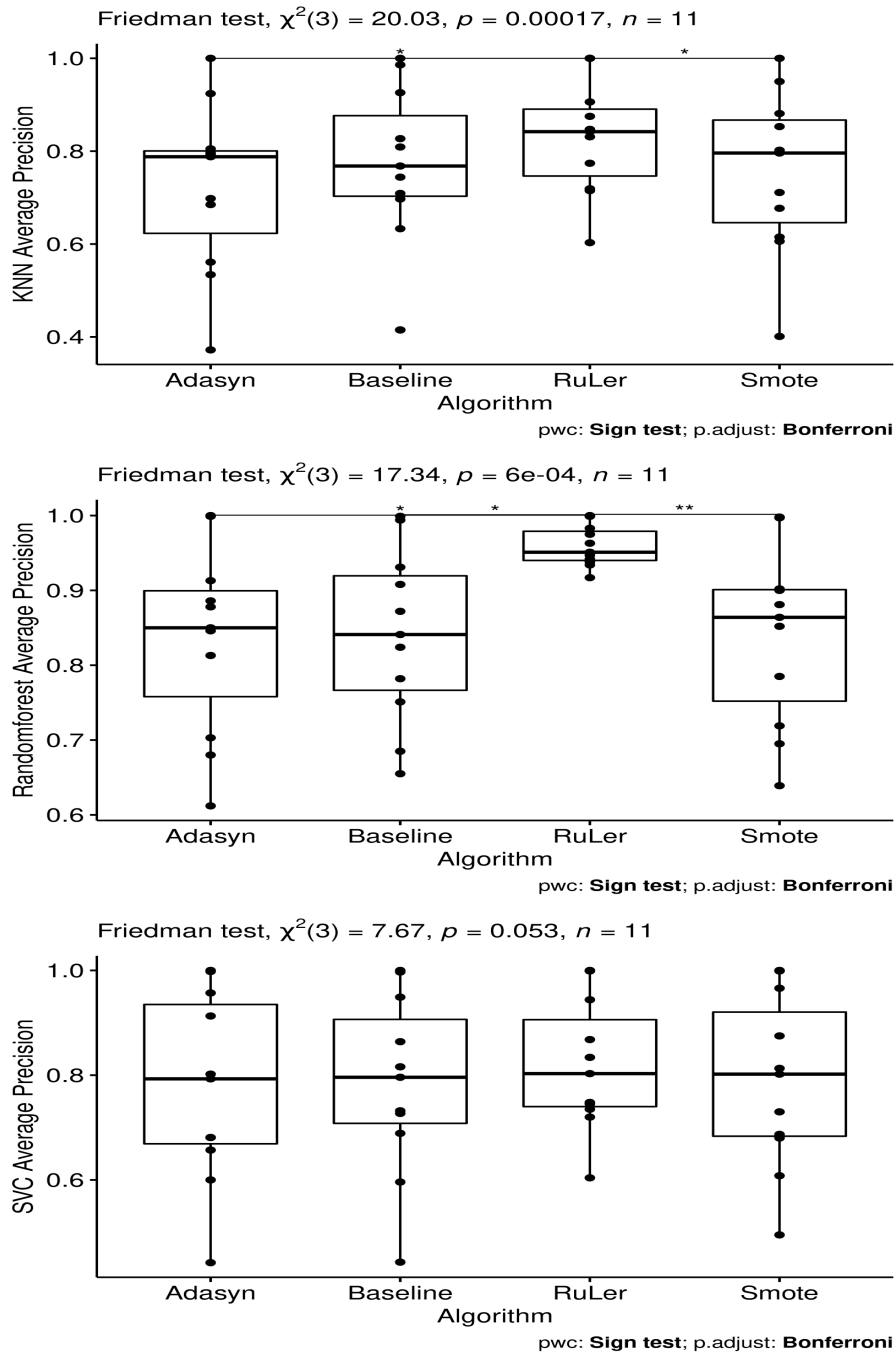 Friedman test, χ²(3) = 20.03, p = 0.00017, n = 11
KNN Average Precision
1.0
0.8
0.6
0.4
*
*
Adasyn
Baseline
RuLer
Smote
Algorithm
pwc: Sign test; p.adjust: Bonferroni
Friedman test, χ²(3) = 17.34, p = 6e-04, n = 11
Randomforest Average Precision
1.0
0.9
0.8
0.7
0.6
*
*
**
Adasyn
Baseline
RuLer
Smote
Algorithm
pwc: Sign test; p.adjust: Bonferroni
Friedman test, χ²(3) = 7.67, p = 0.053, n = 11
SVC Average Precision
1.0
0.8
0.6
Adasyn
Baseline
RuLer
Smote
Algorithm
pwc: Sign test; p.adjust: Bonferroni